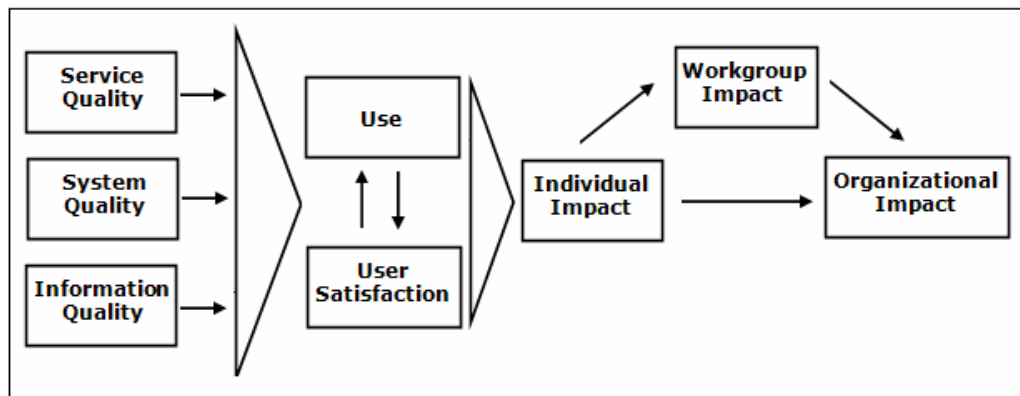 Service
Quality
System
Quality
Information
Quality
Use
User
Satisfaction
Individual
Impact
Workgroup
Impact
Organizational
Impact